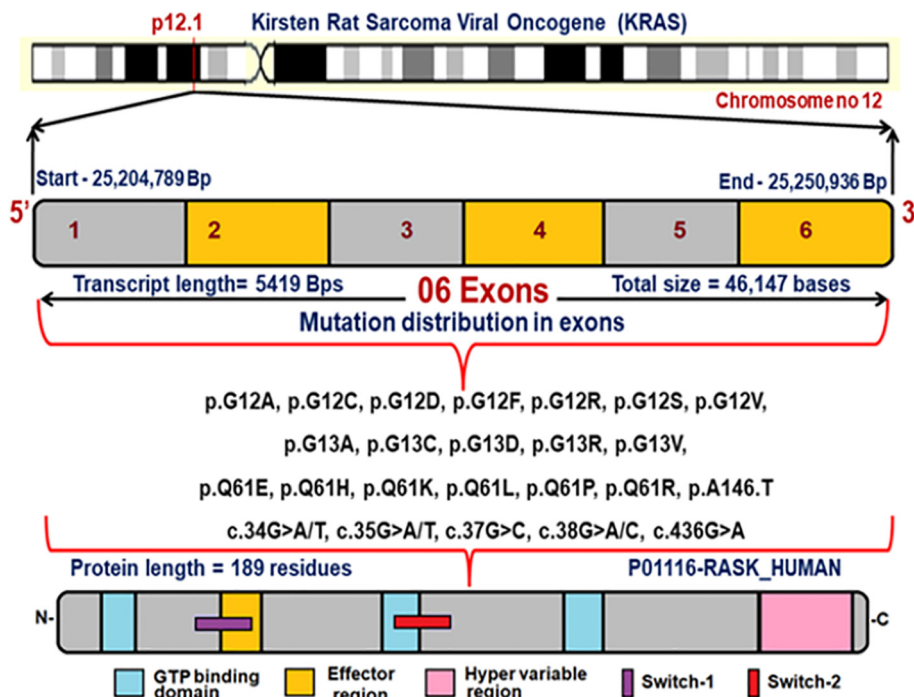 p12.1 Kirsten Rat Sarcoma Viral Oncogene (KRAS)
Chromosome no 12
Start - 25,204,789 Bp End - 25,250,936 Bp
5' 1 2 3 4 5 6 3
Transcript length= 5419 Bps 06 Exons Total size = 46,147 bases
Mutation distribution in exons
p.G12A, p.G12C, p.G12D, p.G12F, p.G12R, p.G12S, p.G12V,
p.G13A, p.G13C, p.G13D, p.G13R, p.G13V,
p.Q61E, p.Q61H, p.Q61K, p.Q61L, p.Q61P, p.Q61R, p.A146.T
c.34G>A/T, c.35G>A/T, c.37G>C, c.38G>A/C, c.436G>A
Protein length = 189 residues P01116-RASK_HUMAN
N- -C
GTP binding domain Effector region Hyper variable region Switch-1 Switch-2